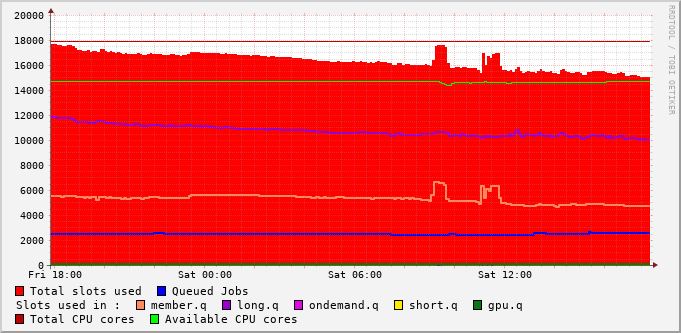 20000
18000
16000
14000
12000
10000
8000
6000
4000
2000
0
Fri 18:00 Sat 00:00 Sat 06:00 Sat 12:00
Total slots used Queued Jobs
Slots used in : member.q long.q ondemand.q short.q gpu.q
Total CPU cores Available CPU cores
RRDTOOL / TOBI OETIKER